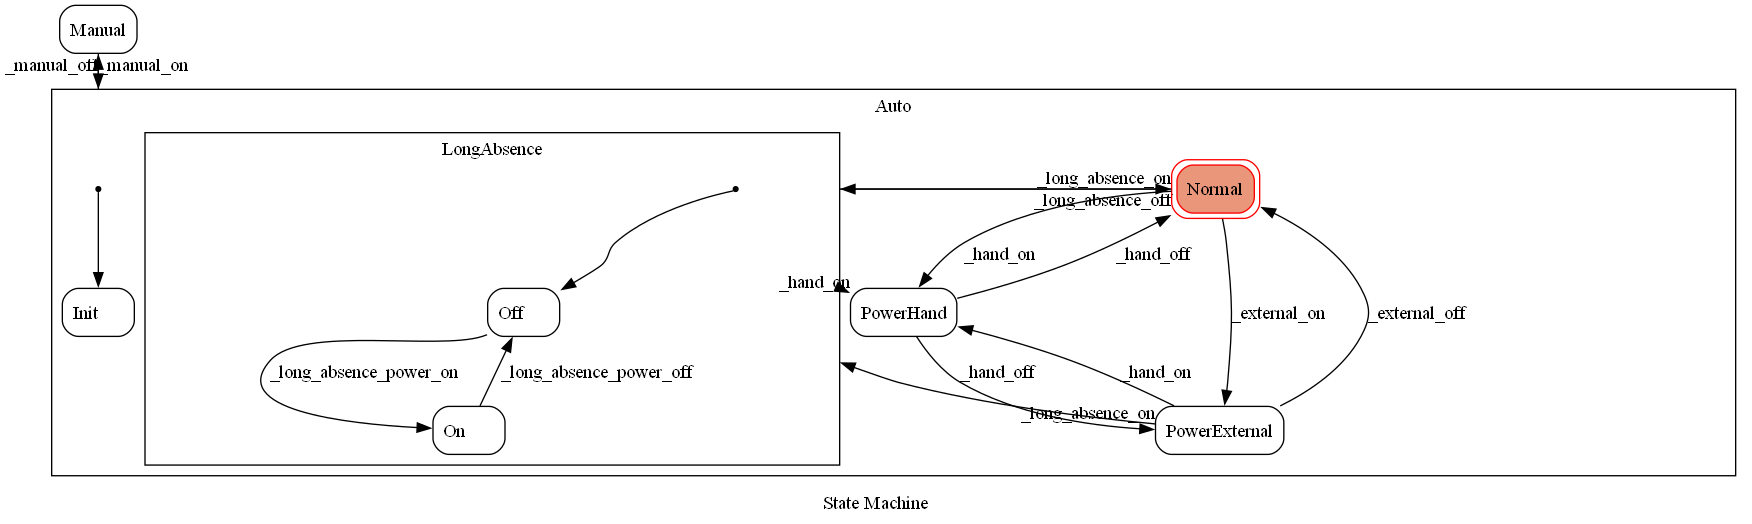 Manual
_manual_off
_manual_on
Auto
LongAbsence
_long_absence_on
Normal
_long_absence_off
_hand_on
_hand_off
_hand_on
Init
Off
PowerHand
_external_on
_external_off
_long_absence_power_on
_long_absence_power_off
_hand_off
_hand_on
_long_absence_on
On
PowerExternal
State Machine